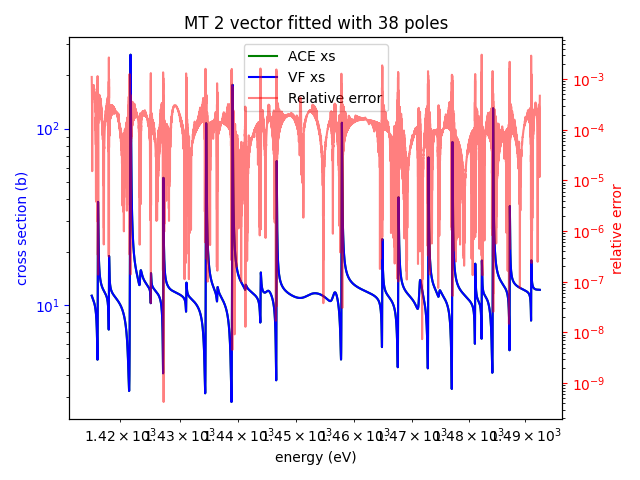 MT 2 vector fitted with 38 poles
ACE xs
VF xs
Relative error
cross section (b)
10²
10¹
relative error
10⁻³
10⁻⁴
10⁻⁵
10⁻⁶
10⁻⁷
10⁻⁸
10⁻⁹
1.42 × 10³ 1.43 × 10³ 1.44 × 10³ 1.45 × 10³ 1.46 × 10³ 1.47 × 10³ 1.48 × 10³ 1.49 × 10³
energy (eV)